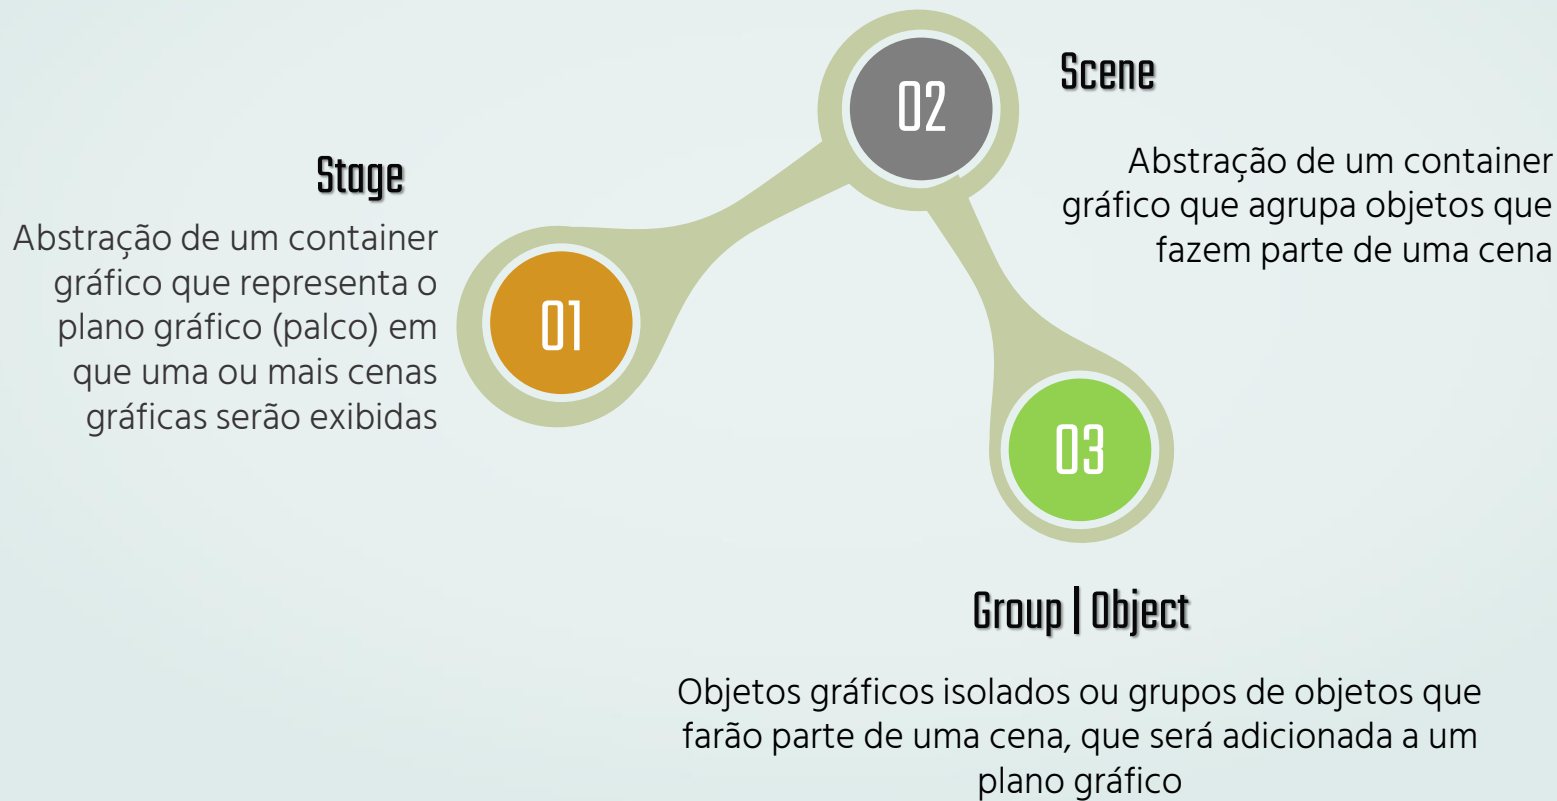 Stage
Abstração de um container
gráfico que representa o
plano gráfico (palco) em
que uma ou mais cenas
gráficas serão exibidas
01
02
Scene
Abstração de um container
gráfico que agrupa objetos que
fazem parte de uma cena
03
Group | Object
Objetos gráficos isolados ou grupos de objetos que
farão parte de uma cena, que será adicionada a um
plano gráfico